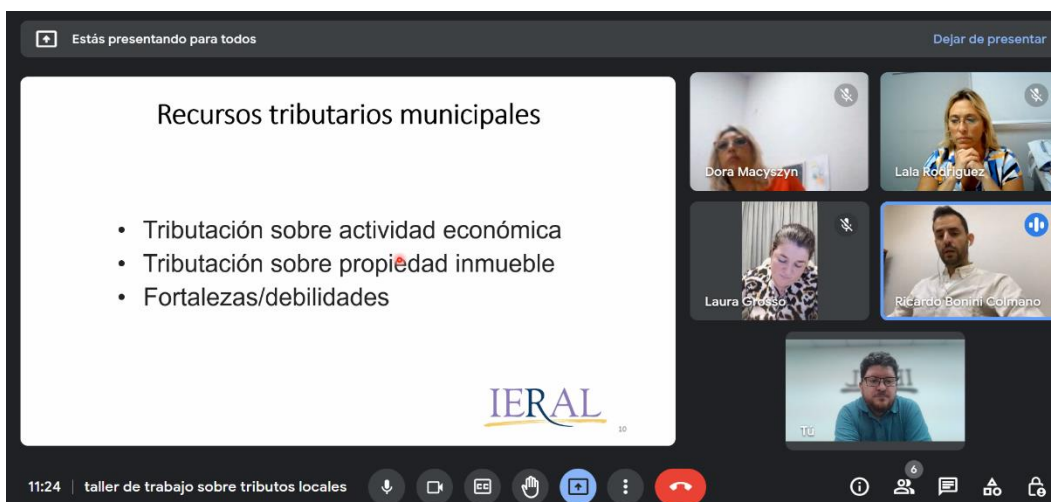 Estás presentando para todos
Dejar de presentar
Recursos tributarios municipales
• Tributación sobre actividad económica
• Tributación sobre propiedad inmueble
• Fortalezas/debilidades
IERAL
10
Dora Macyszyn
Lala Rodriguez
Laura Grosso
Ricardo Bonini Colmano
Tú
11:24 | taller de trabajo sobre tributos locales
CC
6